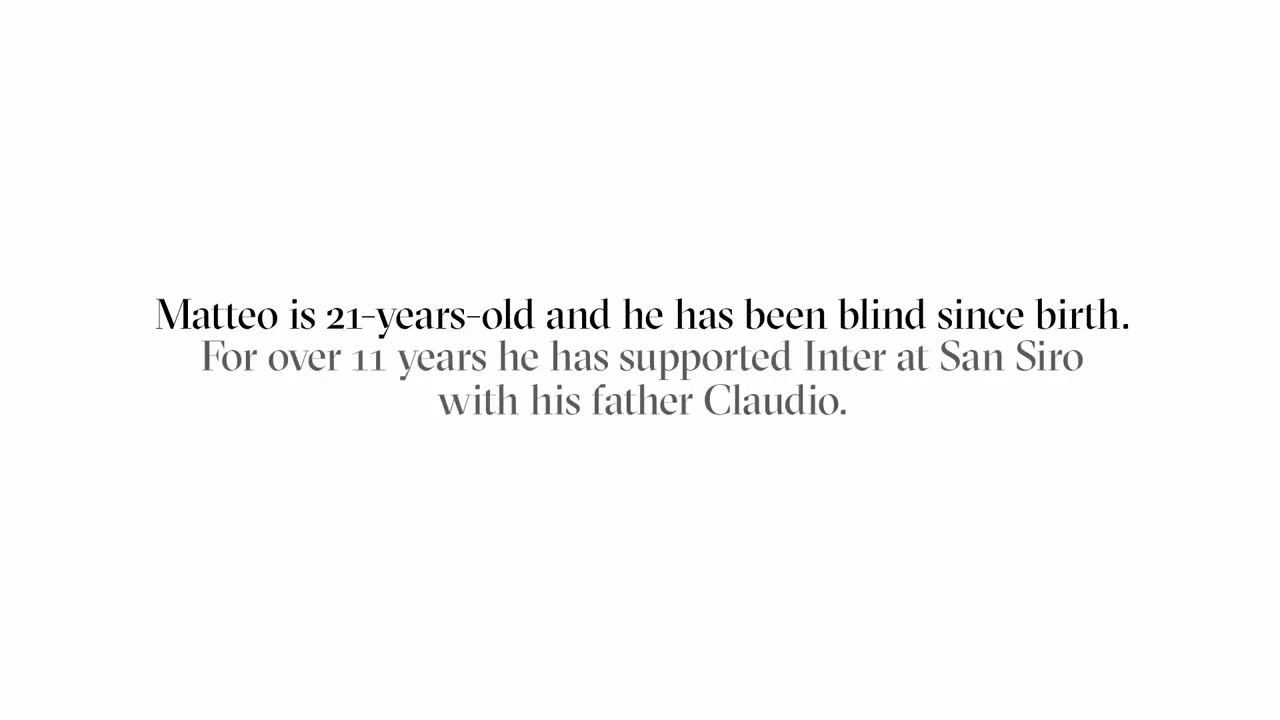 Matteo is 21-years-old and he has been blind since birth.
For over 11 years he has supported Inter at San Siro
with his father Claudio.